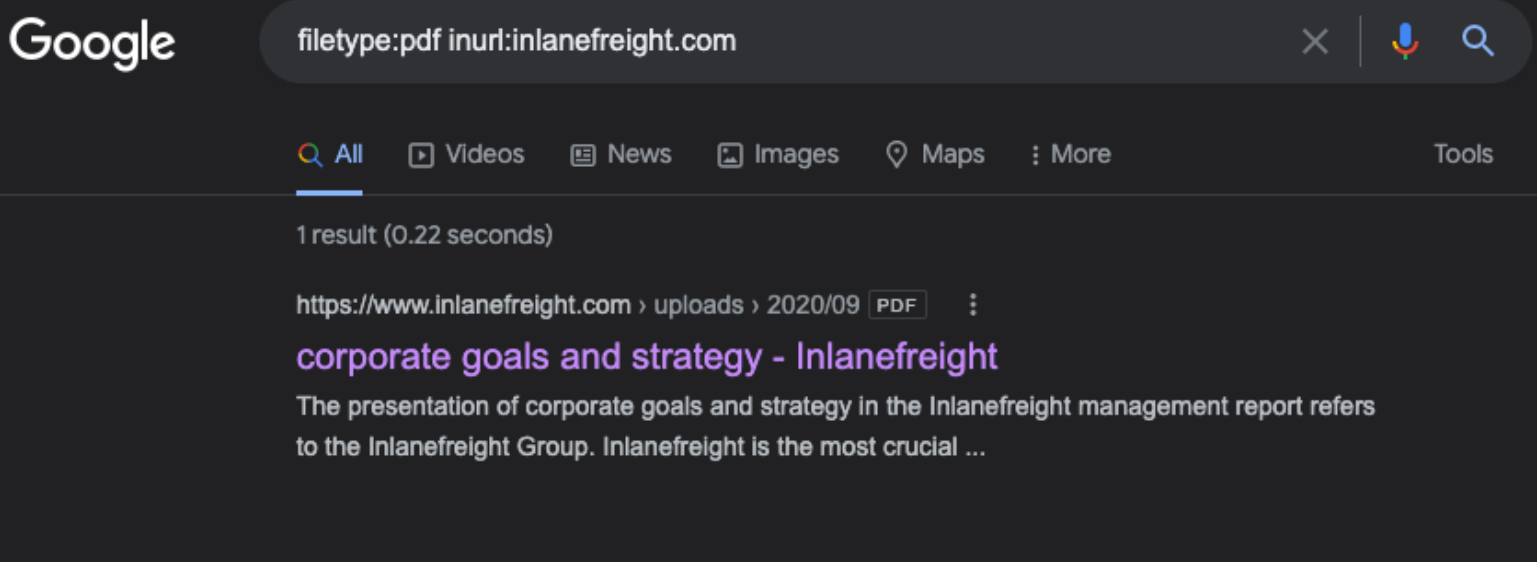 Google
filetype:pdf inurl:inlanefreight.com
All Videos News Images Maps More Tools
1 result (0.22 seconds)
https://www.inlanefreight.com › uploads › 2020/09 PDF
corporate goals and strategy - Inlanefreight
The presentation of corporate goals and strategy in the Inlanefreight management report refers
to the Inlanefreight Group. Inlanefreight is the most crucial ...